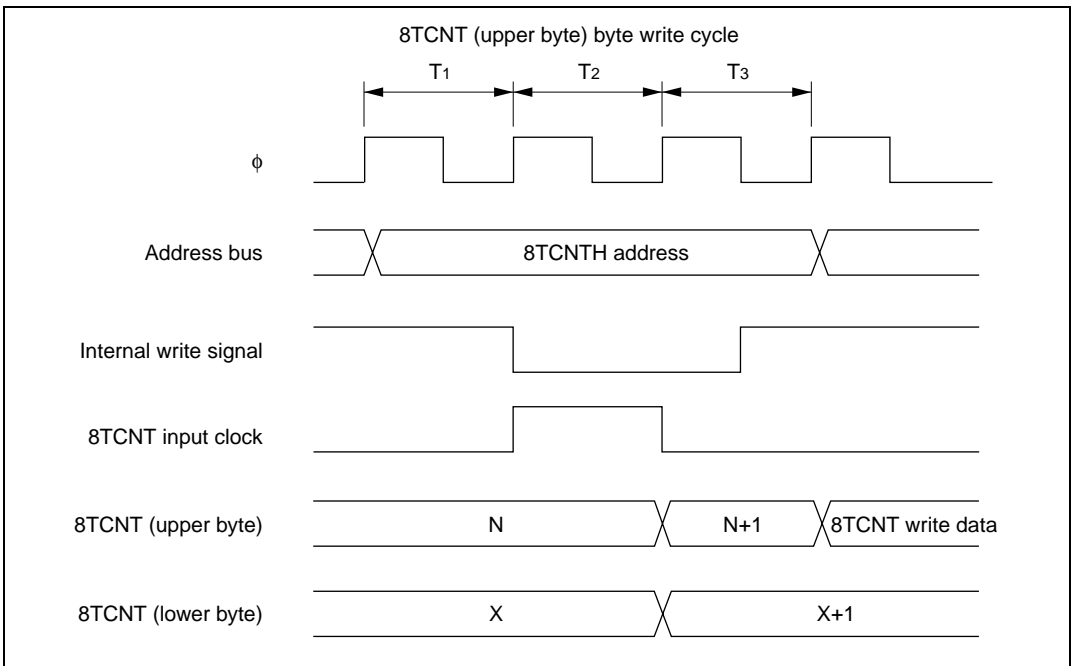 8TCNT (upper byte) byte write cycle
T1 T2 T3
ϕ
Address bus 8TCNTH address
Internal write signal
8TCNT input clock
8TCNT (upper byte) N N+1 8TCNT write data
8TCNT (lower byte) X X+1